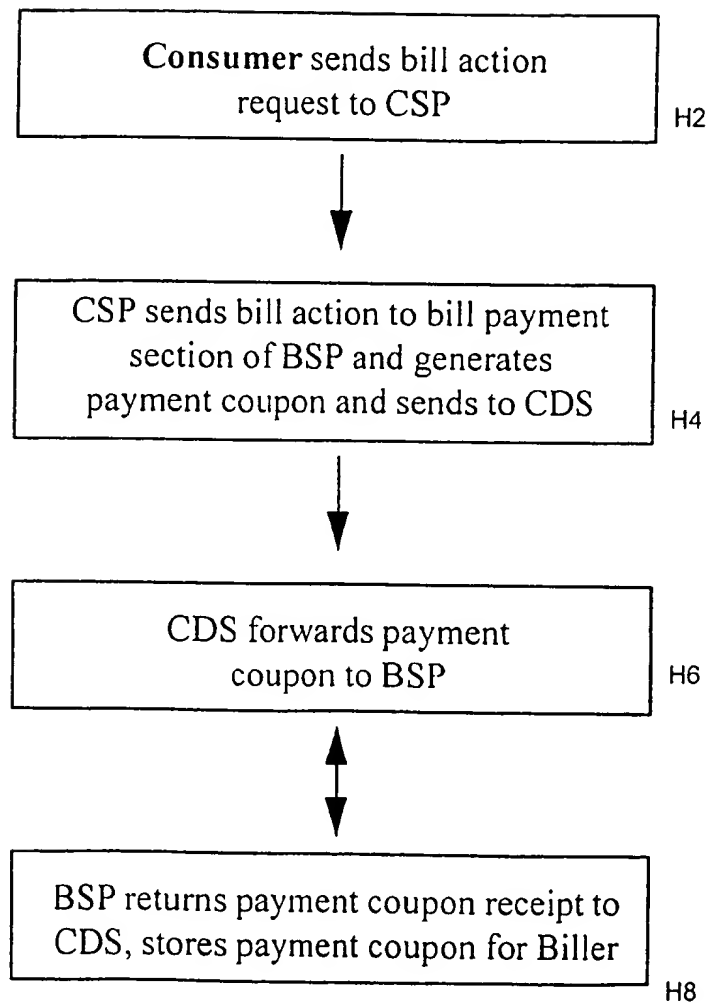 Consumer sends bill action
request to CSP
H2
CSP sends bill action to bill payment
section of BSP and generates
payment coupon and sends to CDS
H4
CDS forwards payment
coupon to BSP
H6
BSP returns payment coupon receipt to
CDS, stores payment coupon for Biller
H8